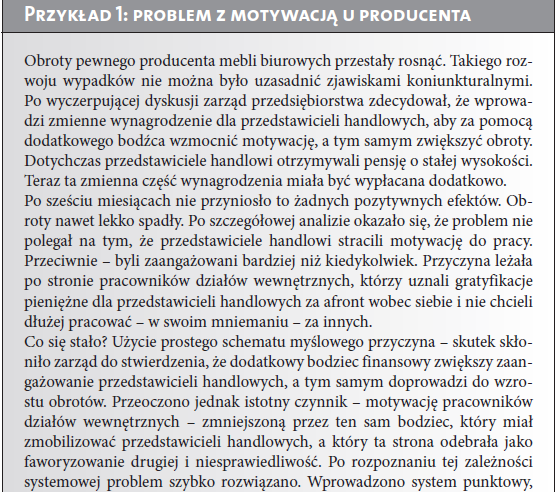 PRZYKŁAD 1: PROBLEM Z MOTYWACJĄ U PRODUCENTA
Obroty pewnego producenta mebli biurowych przestały rosnąć. Takiego roz-
woju wypadków nie można było uzasadnić zjawiskami koniunkturalnymi.
Po wyczerpującej dyskusji zarząd przedsiębiorstwa zdecydował, że wprowa-
dzi zmienne wynagrodzenie dla przedstawicieli handlowych, aby za pomocą
dodatkowego bodźca wzmocnić motywację, a tym samym zwiększyć obroty.
Dotychczas przedstawiciele handlowi otrzymywali pensję o stałej wysokości.
Teraz ta zmienna część wynagrodzenia miała być wypłacana dodatkowo.
Po sześciu miesiącach nie przyniosło to żadnych pozytywnych efektów. Ob-
roty nawet lekko spadły. Po szczegółowej analizie okazało się, że problem nie
polegał na tym, że przedstawiciele handlowi stracili motywację do pracy.
Przeciwnie – byli zaangażowani bardziej niż kiedykolwiek. Przyczyna leżała
po stronie pracowników działów wewnętrznych, którzy uznali gratyfikacje
pieniężne dla przedstawicieli handlowych za afront wobec siebie i nie chcieli
dłużej pracować – w swoim mniemaniu – za innych.
Co się stało? Użycie prostego schematu myślowego przyczyna – skutek skło-
niło zarząd do stwierdzenia, że dodatkowy bodziec finansowy zwiększy zaan-
gażowanie przedstawicieli handlowych, a tym samym doprowadzi do wzro-
stu obrotów. Przeoczono jednak istotny czynnik – motywację pracowników
działów wewnętrznych – zmniejszoną przez ten sam bodziec, który miał
zmobilizować przedstawicieli handlowych, a który ta strona odebrała jako
faworyzowanie drugiej i niesprawiedliwość. Po rozpoznaniu tej zależności
systemowej problem szybko rozwiązano. Wprowadzono system punktowy,